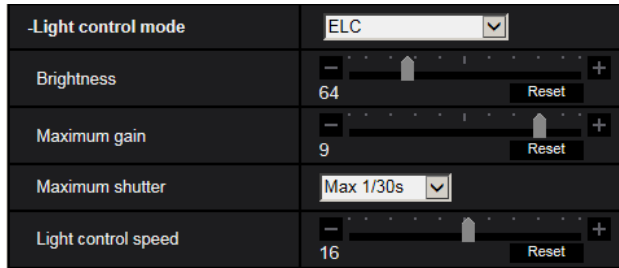 -Light control mode ELC
Brightness
64 Reset
Maximum gain
9 Reset
Maximum shutter Max 1/30s
Light control speed
16 Reset